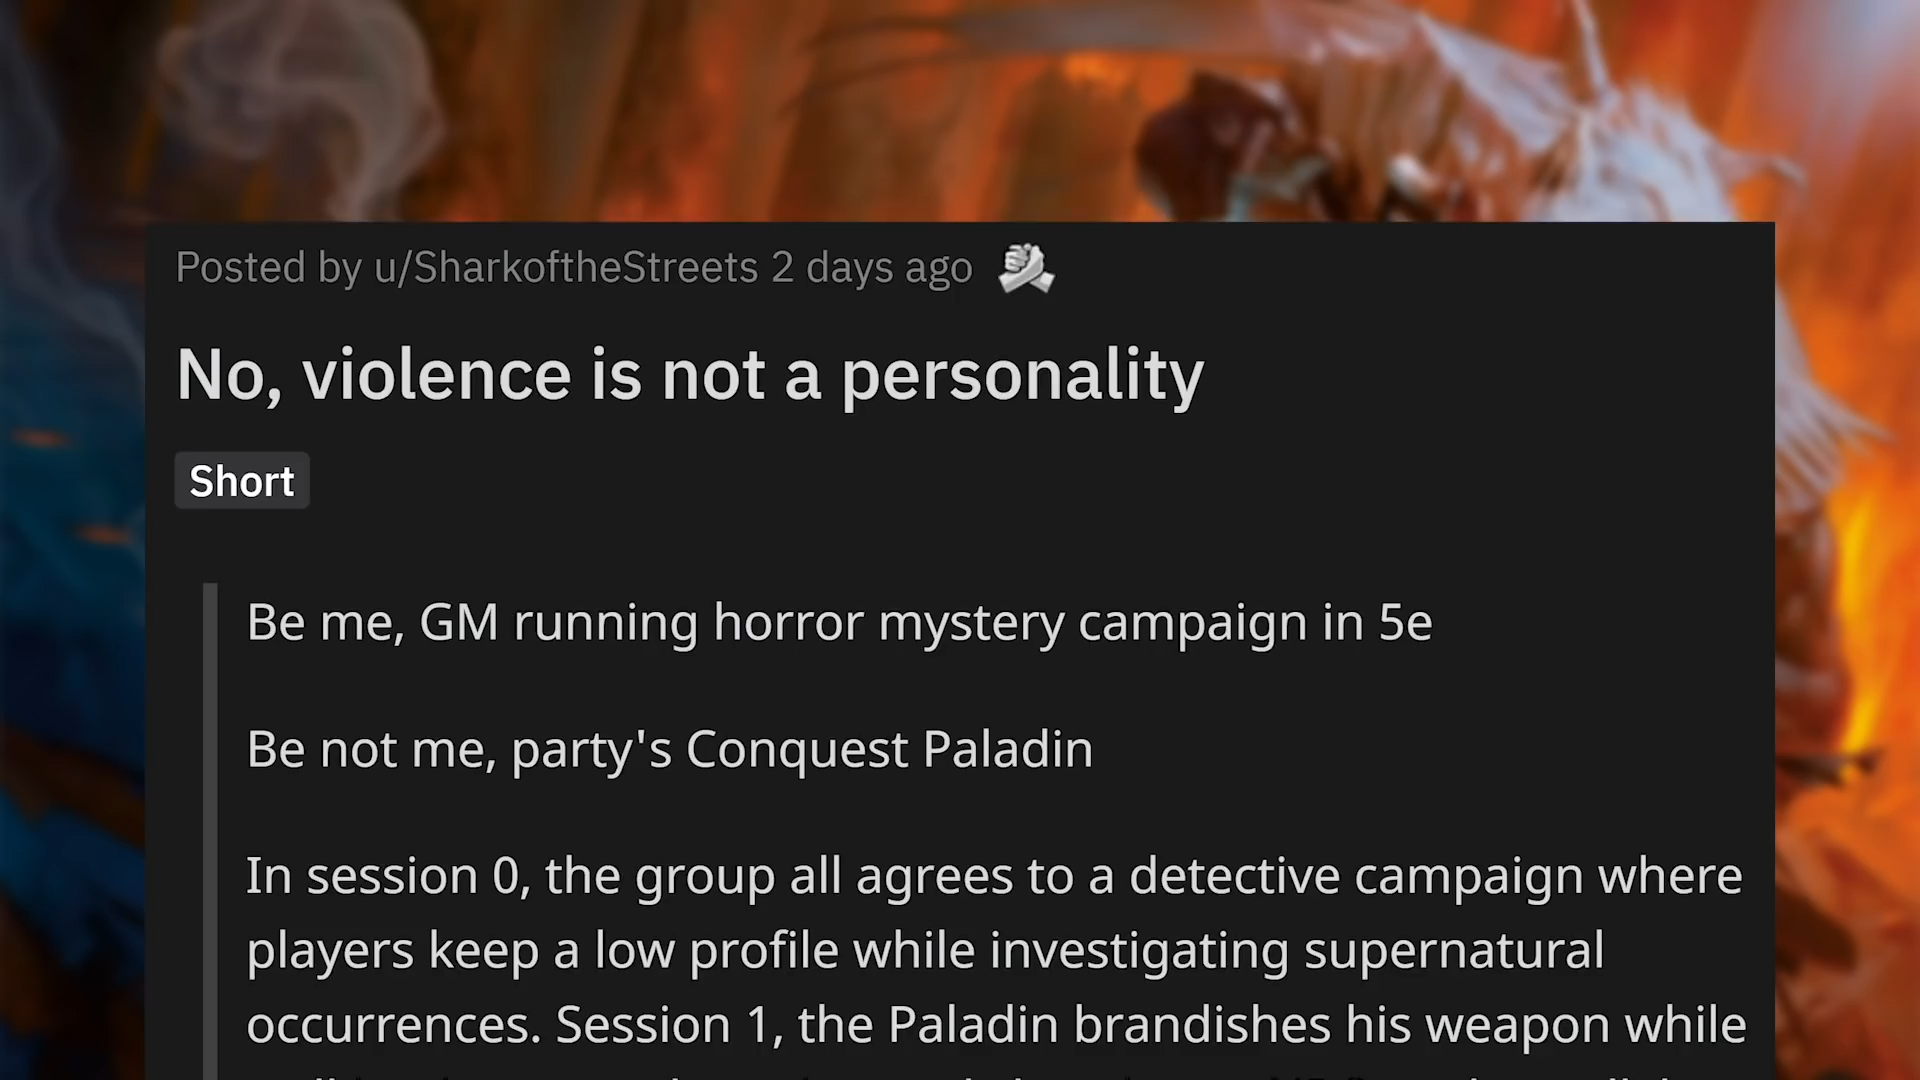 Posted by u/SharkoftheStreets 2 days ago
No, violence is not a personality
Short
Be me, GM running horror mystery campaign in 5e
Be not me, party's Conquest Paladin
In session 0, the group all agrees to a detective campaign where
players keep a low profile while investigating supernatural
occurrences. Session 1, the Paladin brandishes his weapon while